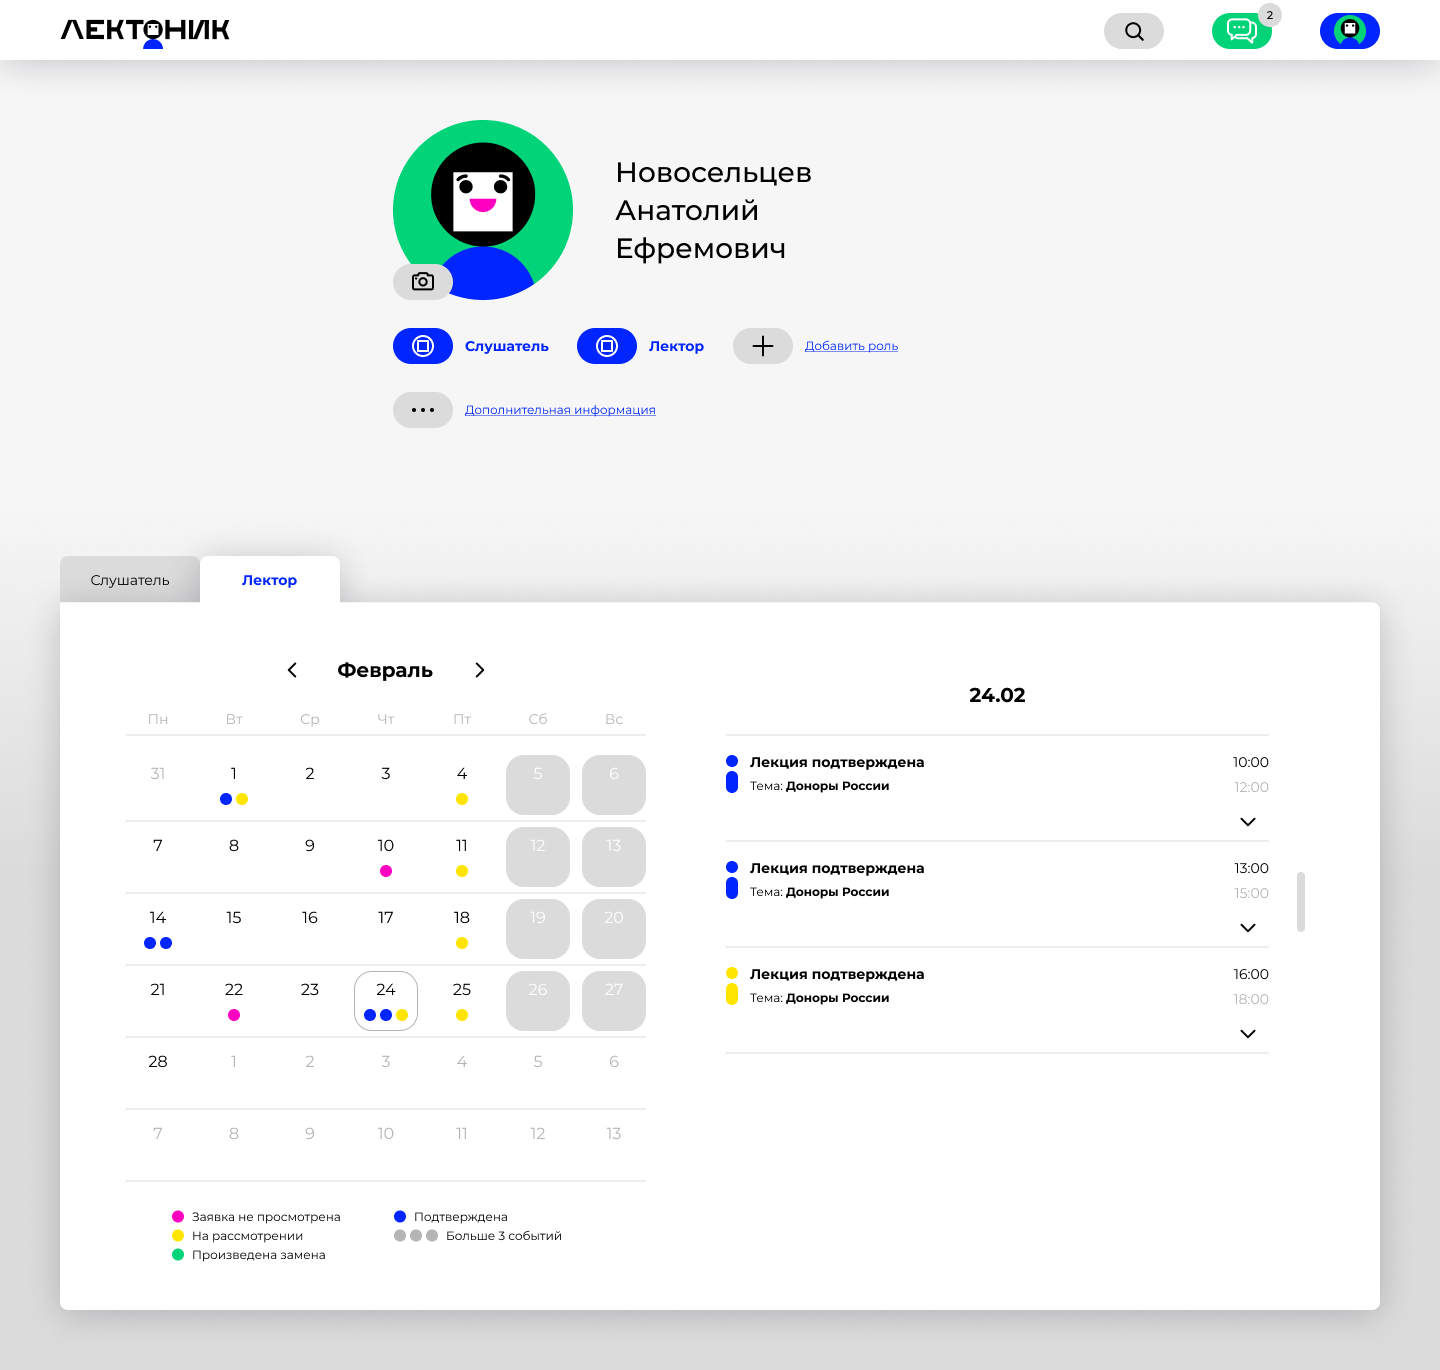 ЛЕКТОНИК
2
Новосельцев
Анатолий
Ефремович
Слушатель
Лектор
Добавить роль
Дополнительная информация
Слушатель
Лектор
Февраль
Пн Вт Ср Чт Пт Сб Вс
31 1 2 3 4 5 6
7 8 9 10 11 12 13
14 15 16 17 18 19 20
21 22 23 24 25 26 27
28 1 2 3 4 5 6
7 8 9 10 11 12 13
Заявка не просмотрена
На рассмотрении
Произведена замена
Подтверждена
Больше 3 событий
24.02
Лекция подтверждена 10:00
Тема: Доноры России 12:00
Лекция подтверждена 13:00
Тема: Доноры России 15:00
Лекция подтверждена 16:00
Тема: Доноры России 18:00